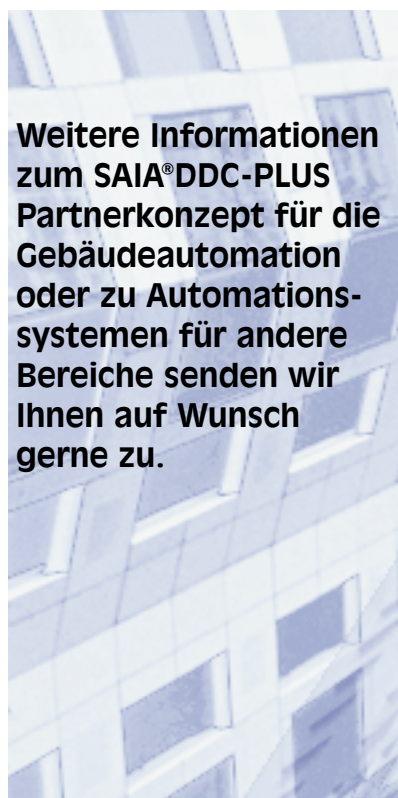 Weitere Informationen
zum SAIA®DDC-PLUS
Partnerkonzept für die
Gebäudeautomation
oder zu Automations-
systemen für andere
Bereiche senden wir
Ihnen auf Wunsch
gerne zu.